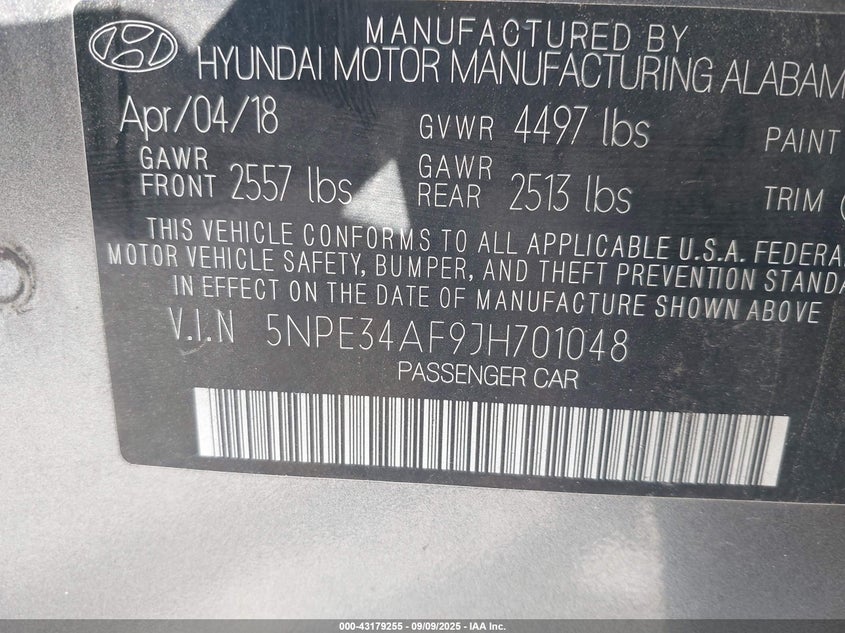 MANUFACTURED BY
HYUNDAI MOTOR MANUFACTURING ALABAM
Apr/04/18 GVWR 4497 lbs PAINT
GAWR FRONT 2557 lbs GAWR REAR 2513 lbs TRIM
THIS VEHICLE CONFORMS TO ALL APPLICABLE U.S.A. FEDERA
MOTOR VEHICLE SAFETY, BUMPER, AND THEFT PREVENTION STANDA
IN EFFECT ON THE DATE OF MANUFACTURE SHOWN ABOVE
V.I.N 5NPE34AF9JH701048
PASSENGER CAR
000-43179255 - 09/09/2025 - IAA Inc.